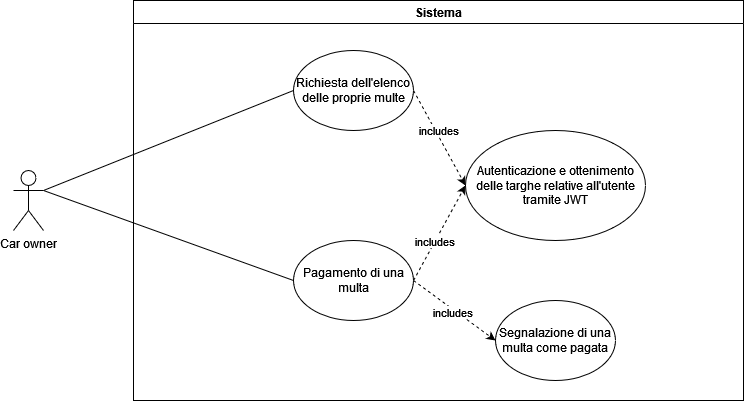 Sistema
Richiesta dell'elenco
delle proprie multe
includes
Autenticazione e ottenimento
delle targhe relative all'utente
tramite JWT
Car owner
includes
Pagamento di una
multa
includes
Segnalazione di una
multa come pagata